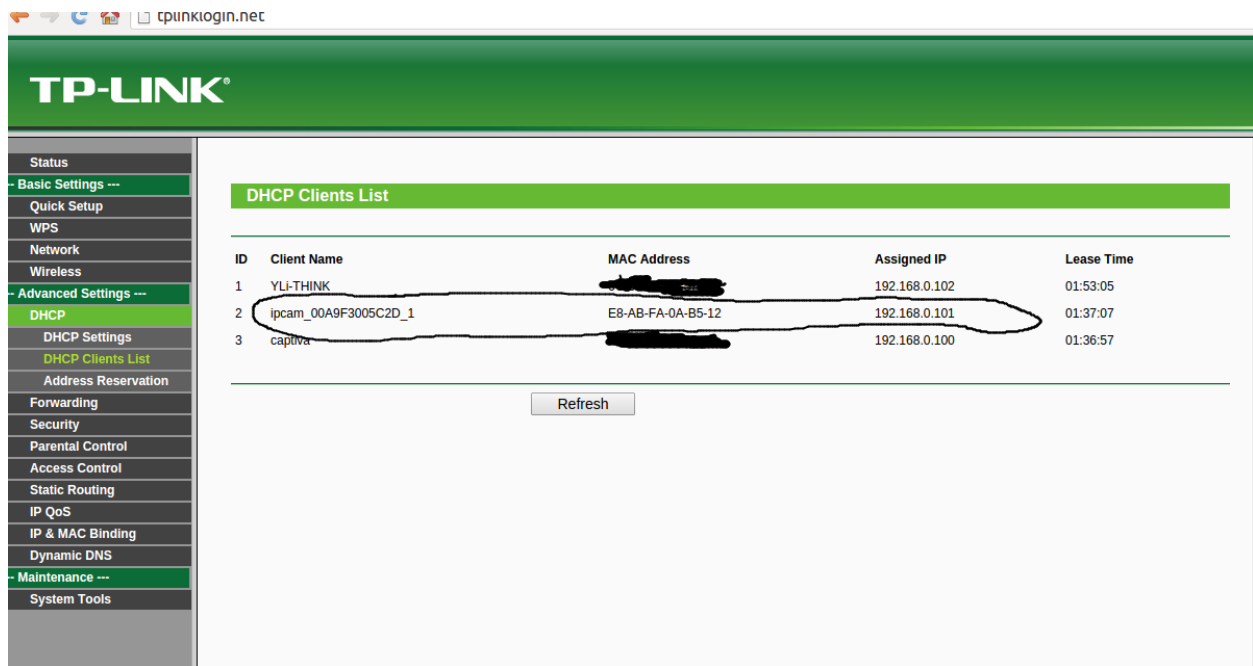 tplinklogin.net
TP-LINK®
Status
-- Basic Settings ---
Quick Setup
WPS
Network
Wireless
-- Advanced Settings ---
DHCP
DHCP Settings
DHCP Clients List
Address Reservation
Forwarding
Security
Parental Control
Access Control
Static Routing
IP QoS
IP & MAC Binding
Dynamic DNS
-- Maintenance ---
System Tools
DHCP Clients List
ID Client Name MAC Address Assigned IP Lease Time
1 YLi-THINK 192.168.0.102 01:53:05
2 ipcam_00A9F3005C2D_1 E8-AB-FA-0A-B5-12 192.168.0.101 01:37:07
3 captiva 192.168.0.100 01:36:57
Refresh